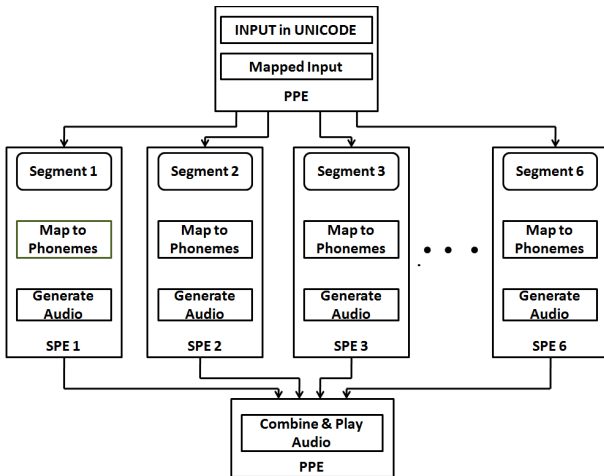 INPUT in UNICODE
Mapped Input
PPE
Segment 1
Map to
Phonemes
Generate
Audio
SPE 1
Segment 2
Map to
Phonemes
Generate
Audio
SPE 2
Segment 3
Map to
Phonemes
Generate
Audio
SPE 3
Segment 6
Map to
Phonemes
Generate
Audio
SPE 6
Combine & Play
Audio
PPE